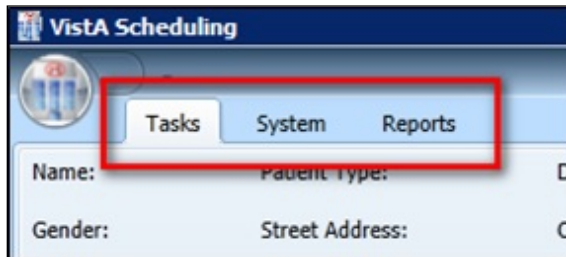 VistA Scheduling
Tasks System Reports
Name: Patient Type: D
Gender: Street Address: